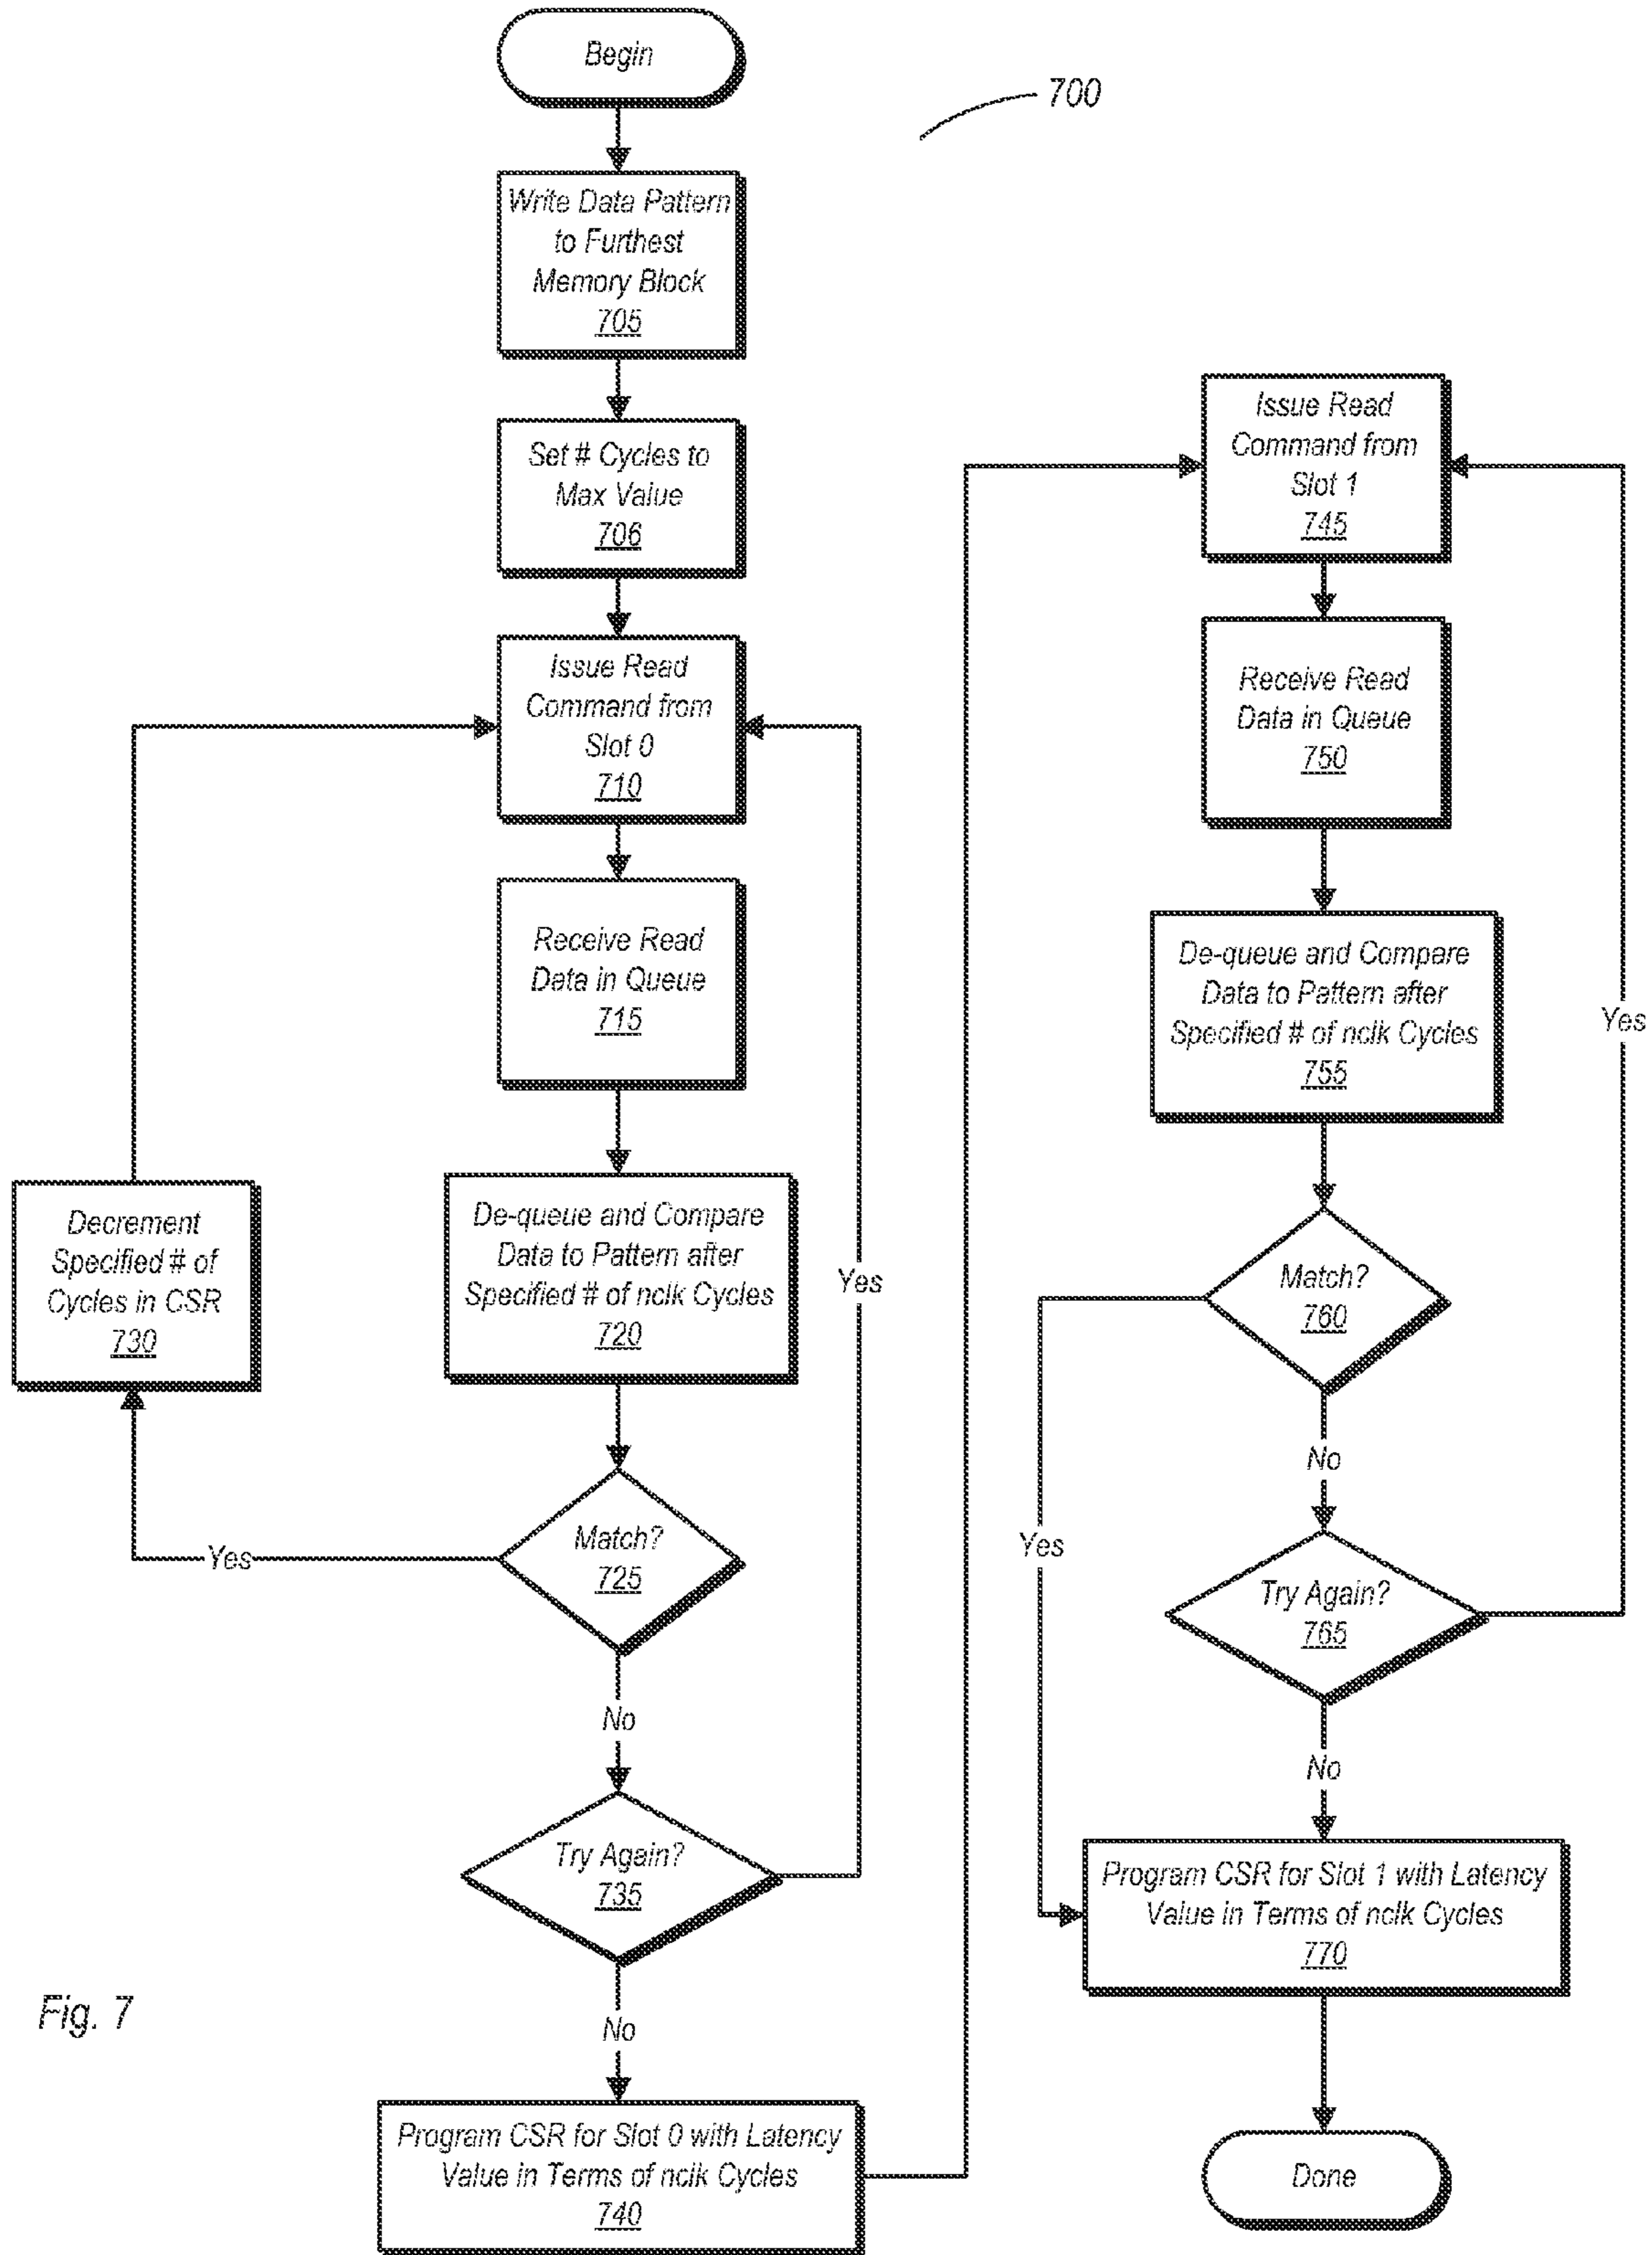 Begin
700
Write Data Pattern
to Furthest
Memory Block
705
Set # Cycles to
Max Value
706
Issue Read
Command from
Slot 0
710
Receive Read
Data in Queue
715
De-queue and Compare
Data to Pattern after
Specified # of nclk Cycles
720
Decrement
Specified # of
Cycles in CSR
730
Yes
Match?
725
Yes
No
Try Again?
735
No
Program CSR for Slot 0 with Latency
Value in Terms of nclk Cycles
740
Issue Read
Command from
Slot 1
745
Receive Read
Data in Queue
750
De-queue and Compare
Data to Pattern after
Specified # of nclk Cycles
755
Yes
Match?
760
No
Yes
Try Again?
765
No
Program CSR for Slot 1 with Latency
Value in Terms of nclk Cycles
770
Done
Fig. 7